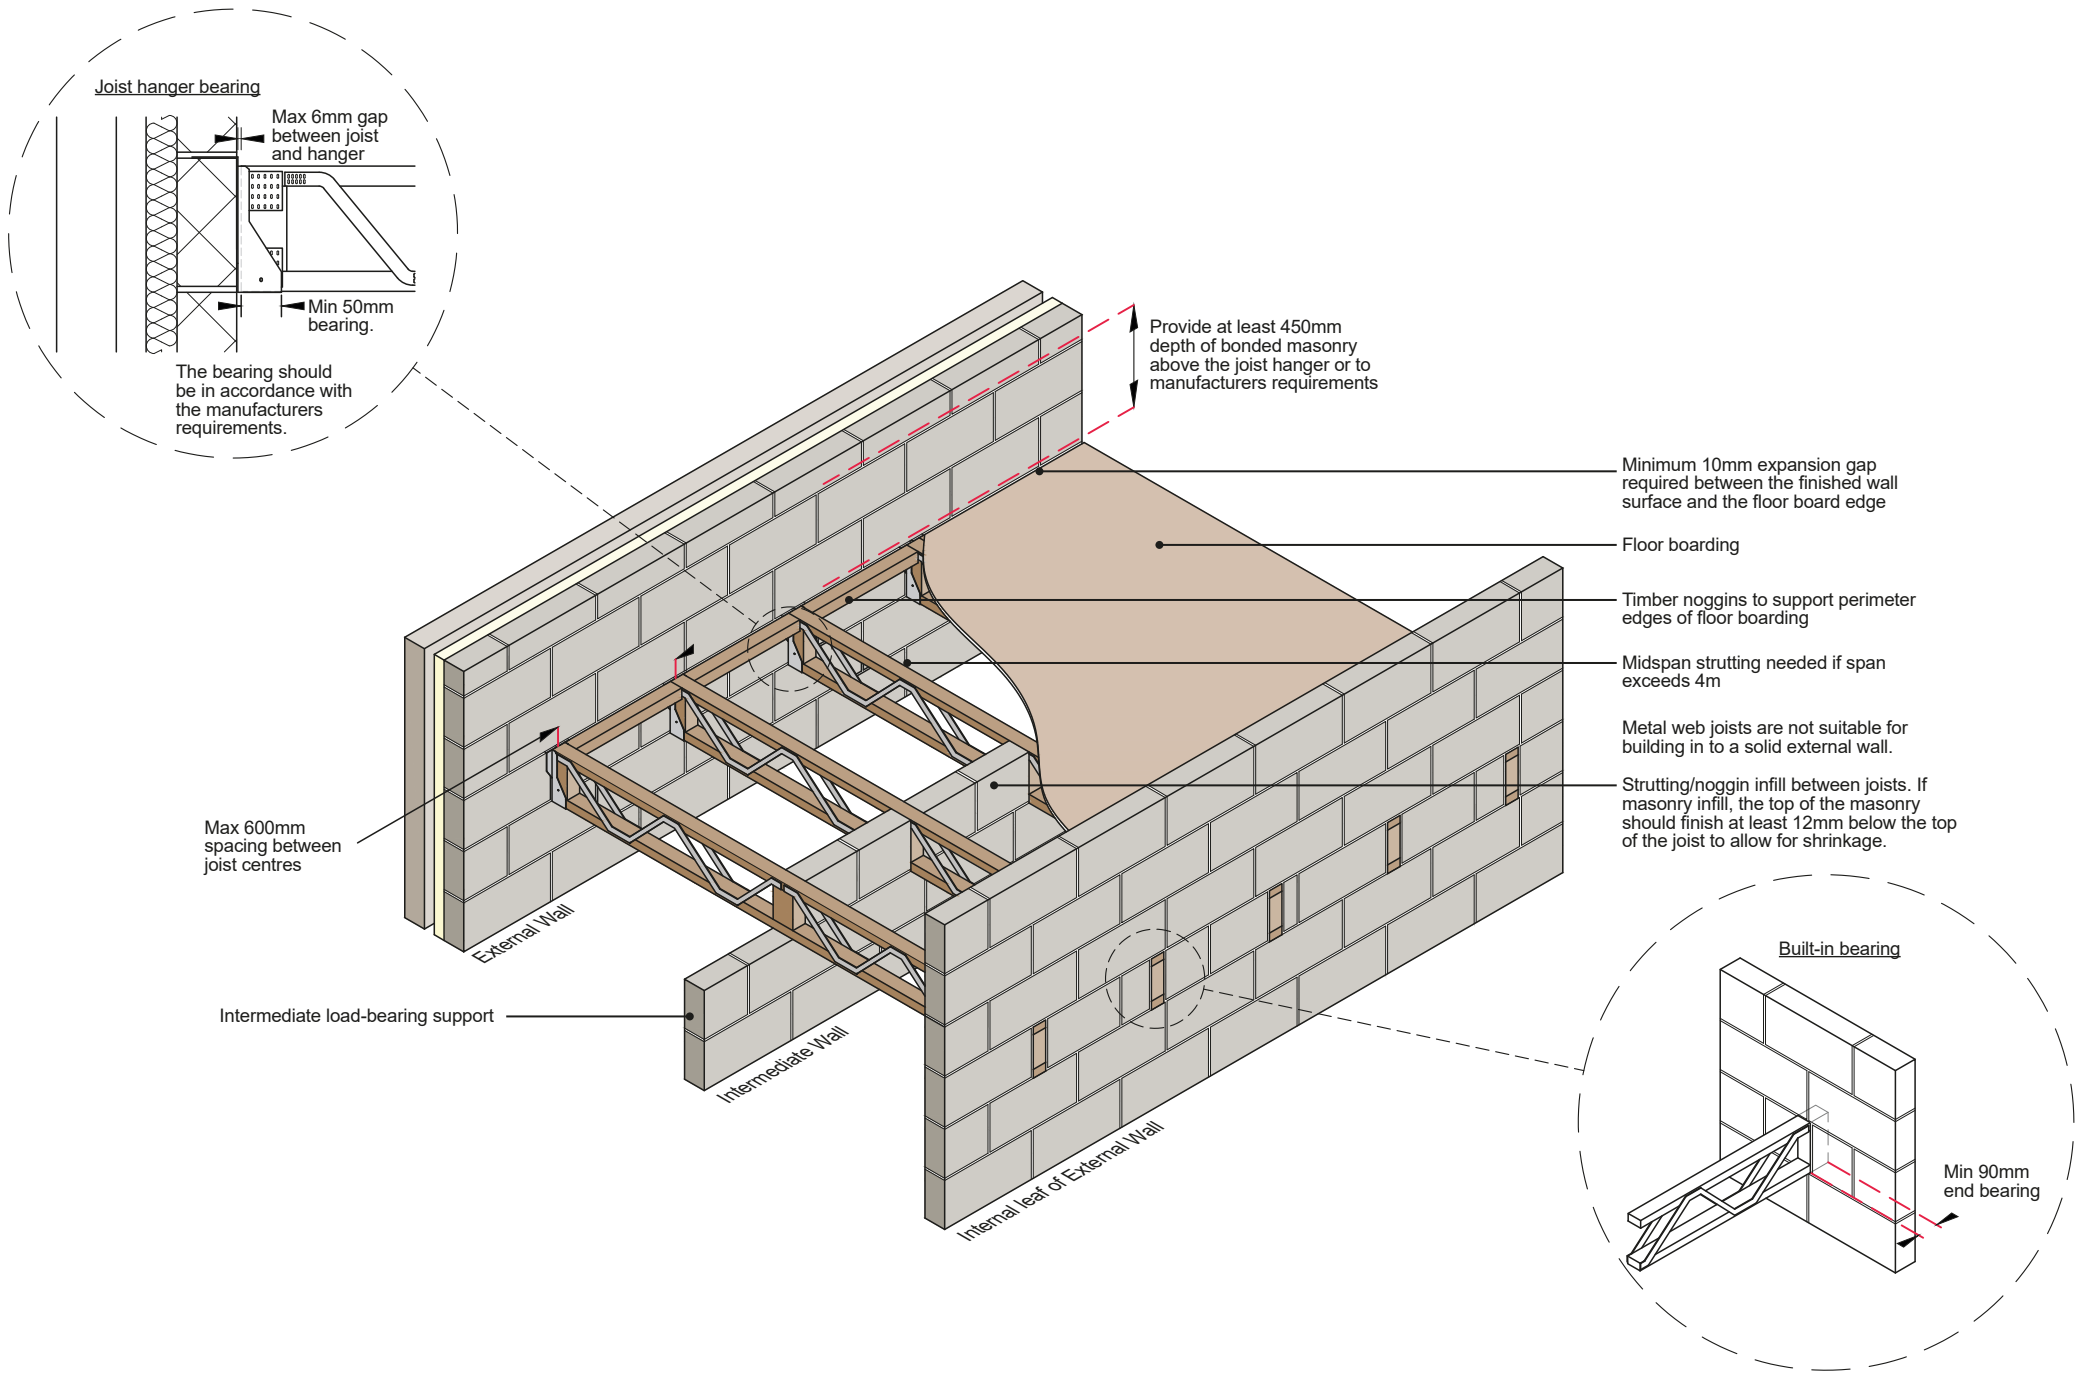 Joist hanger bearing
Max 6mm gap
between joist
and hanger
Min 50mm
bearing.
The bearing should
be in accordance with
the manufacturers
requirements.
Provide at least 450mm
depth of bonded masonry
above the joist hanger or to
manufacturers requirements
Minimum 10mm expansion gap
required between the finished wall
surface and the floor board edge
Floor boarding
Timber noggins to support perimeter
edges of floor boarding
Midspan strutting needed if span
exceeds 4m
Metal web joists are not suitable for
building in to a solid external wall.
Strutting/noggin infill between joists. If
masonry infill, the top of the masonry
should finish at least 12mm below the top
of the joist to allow for shrinkage.
Max 600mm
spacing between
joist centres
External Wall
Intermediate load-bearing support
Intermediate Wall
Internal leaf of External Wall
Built-in bearing
Min 90mm
end bearing